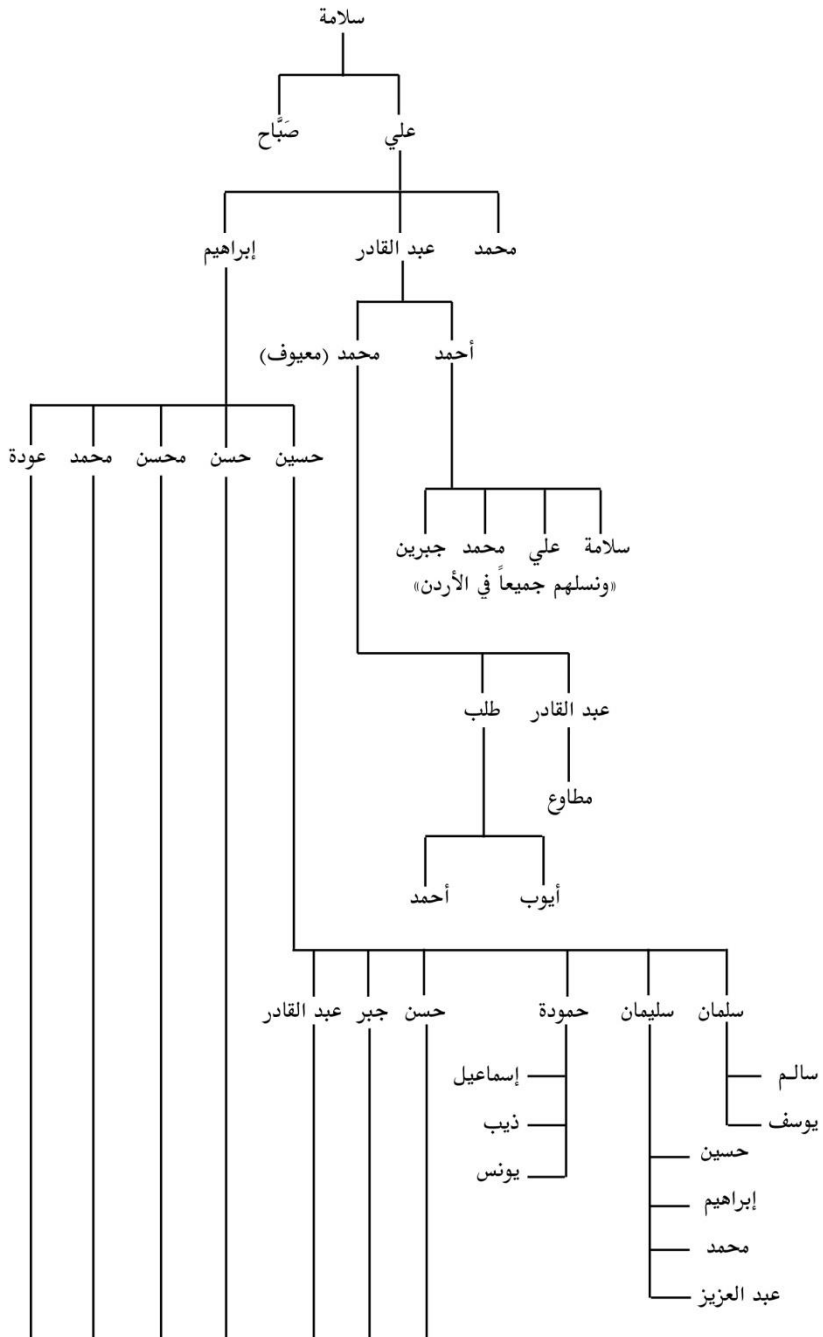 سلامة
علي صَبَّاح
محمد عبد القادر إبراهيم
أحمد محمد (معيوف)
حسين حسن محسن محمد عودة
سلامة علي محمد جبرين
«ونسلهم جميعاً في الأردن»
عبد القادر طلب
مطاوع
أيوب أحمد
سلمان سليمان حمودة حسن جبر عبد القادر
سالـم إسماعيل
يوسف ذيب
حسين
يونس
إبراهيم
محمد
عبد العزيز